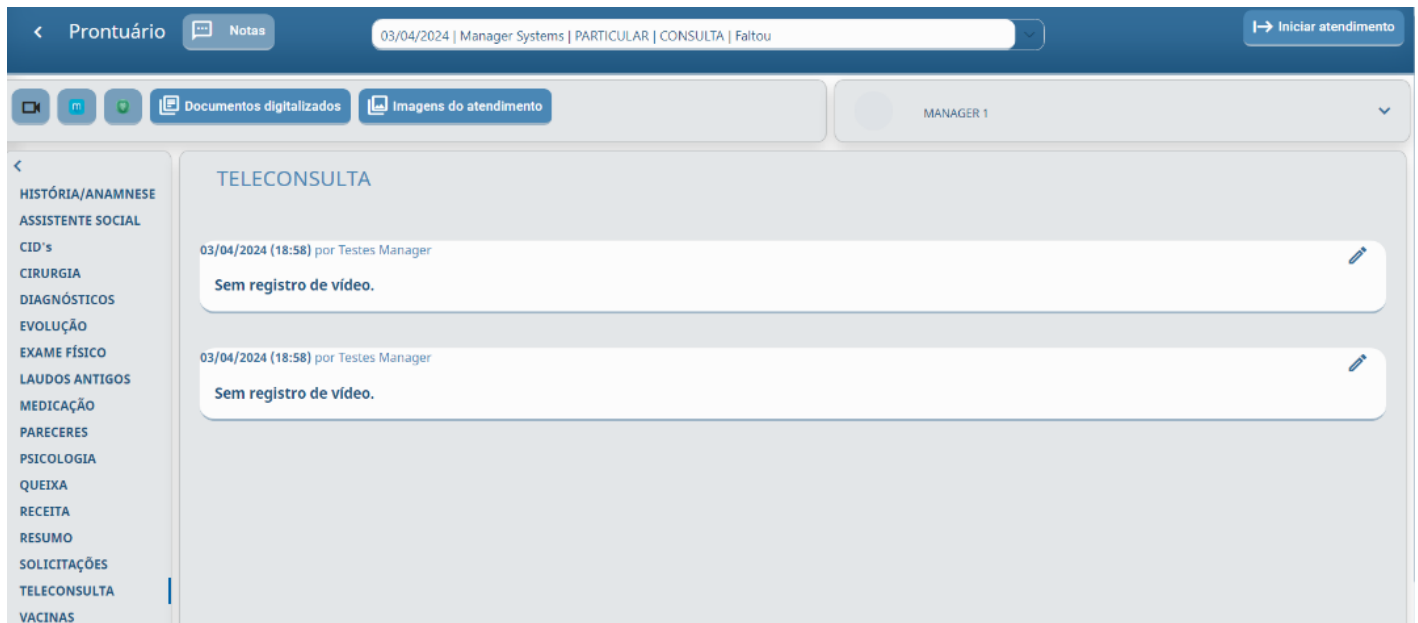 Prontuário
Notas
03/04/2024 | Manager Systems | PARTICULAR | CONSULTA | Faltou
Iniciar atendimento
m
Documentos digitalizados
Imagens do atendimento
MANAGER 1
HISTÓRIA/ANAMNESE
ASSISTENTE SOCIAL
CID's
CIRURGIA
DIAGNÓSTICOS
EVOLUÇÃO
EXAME FÍSICO
LAUDOS ANTIGOS
MEDICAÇÃO
PARECERES
PSICOLOGIA
QUEIXA
RECEITA
RESUMO
SOLICITAÇÕES
TELECONSULTA
VACINAS
TELECONSULTA
03/04/2024 (18:58) por Testes Manager
Sem registro de vídeo.
03/04/2024 (18:58) por Testes Manager
Sem registro de vídeo.